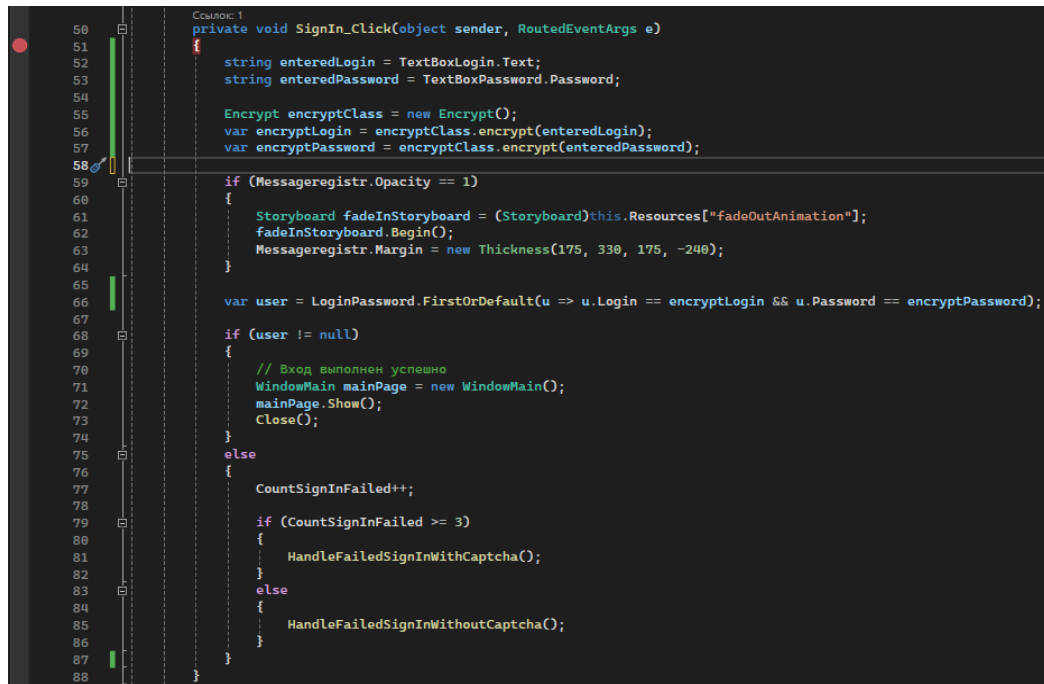 Ссылок: 1
50 private void SignIn_Click(object sender, RoutedEventArgs e)
51 {
52 string enteredLogin = TextBoxLogin.Text;
53 string enteredPassword = TextBoxPassword.Password;
54
55 Encrypt encryptClass = new Encrypt();
56 var encryptLogin = encryptClass.encrypt(enteredLogin);
57 var encryptPassword = encryptClass.encrypt(enteredPassword);
58
59 if (Messageregistr.Opacity == 1)
60 {
61 Storyboard fadeInStoryboard = (Storyboard)this.Resources["fadeOutAnimation"];
62 fadeInStoryboard.Begin();
63 Messageregistr.Margin = new Thickness(175, 330, 175, -240);
64 }
65
66 var user = LoginPassword.FirstOrDefault(u => u.Login == encryptLogin && u.Password == encryptPassword);
67
68 if (user != null)
69 {
70 // Вход выполнен успешно
71 WindowMain mainPage = new WindowMain();
72 mainPage.Show();
73 Close();
74 }
75 else
76 {
77 CountSignInFailed++;
78
79 if (CountSignInFailed >= 3)
80 {
81 HandleFailedSignInWithCaptcha();
82 }
83 else
84 {
85 HandleFailedSignInWithoutCaptcha();
86 }
87 }
88 }